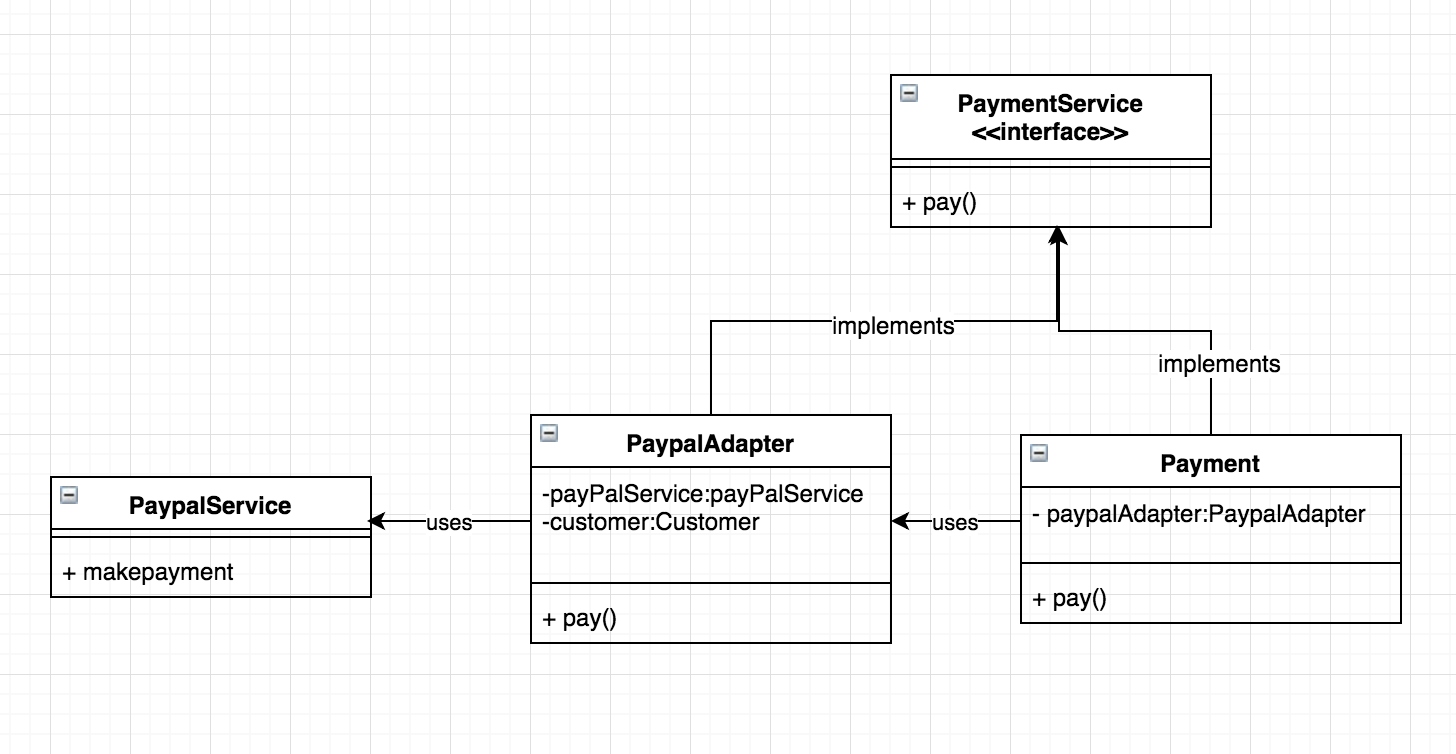 PaymentService
<<interface>>
+ pay()
implements
implements
PaypalAdapter
-payPalService:payPalService
-customer:Customer
+ pay()
Payment
- paypalAdapter:PaypalAdapter
+ pay()
PaypalService
+ makepayment
uses
uses